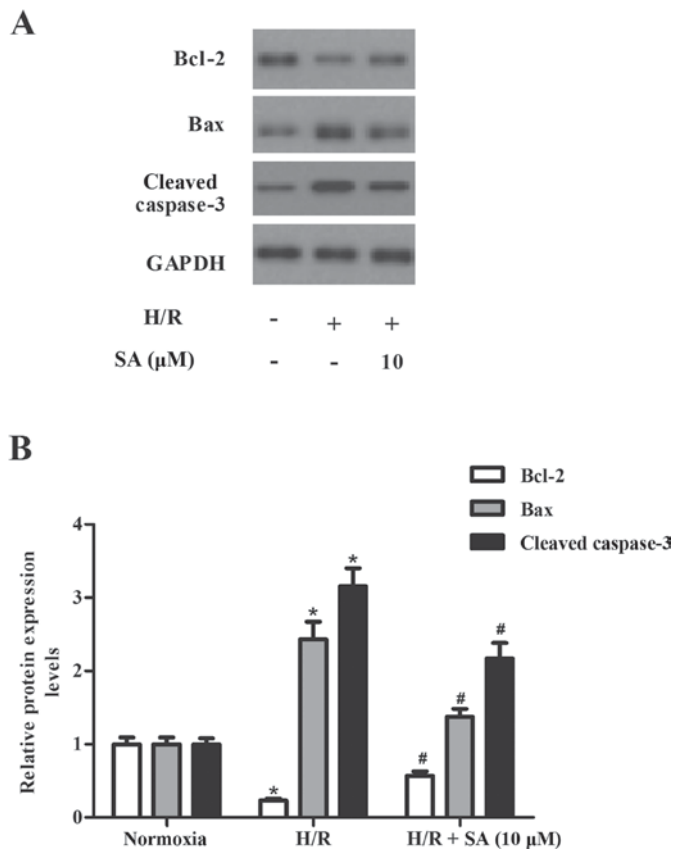 A
Bcl-2
Bax
Cleaved
caspase-3
GAPDH
H/R - + +
SA (μM) - - 10
B
Bcl-2
Bax
Cleaved caspase-3
Relative protein expression
levels
4
3
2
1
0
* * *
# # #
Normoxia H/R H/R + SA (10 μM)